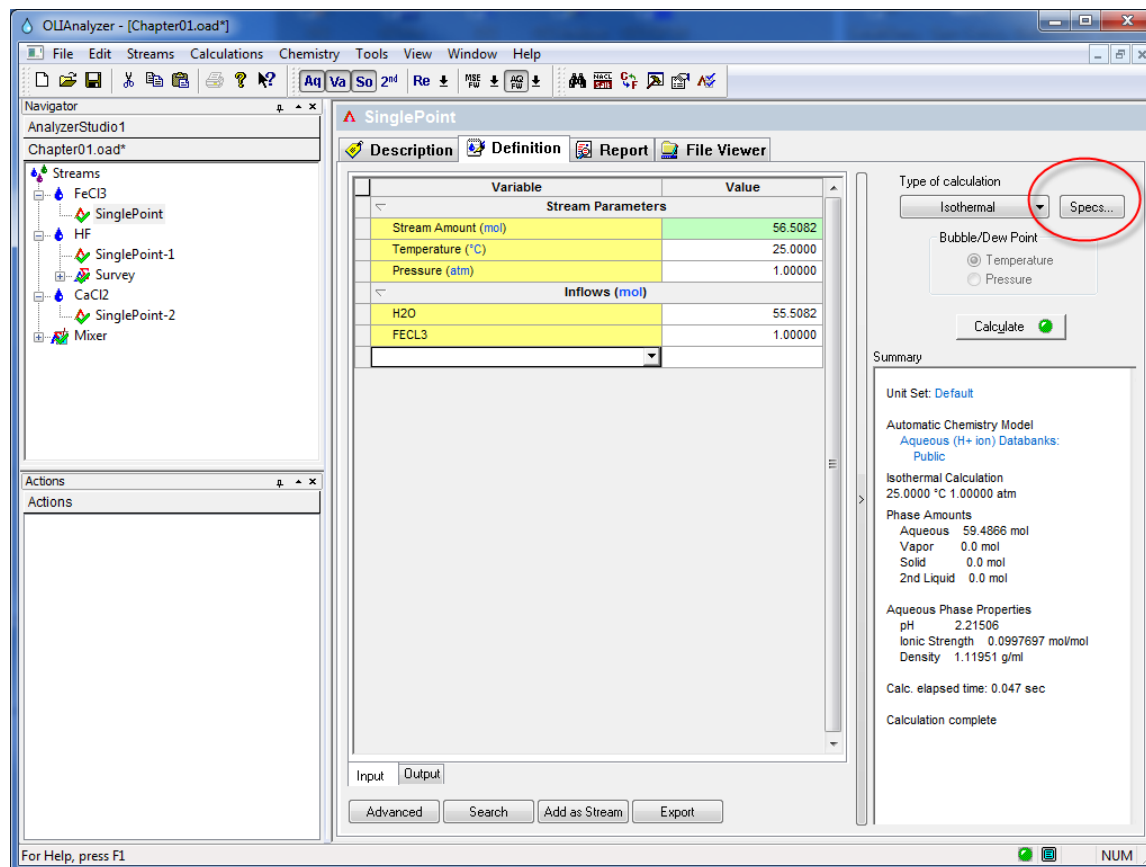 OLIAnalyzer - [Chapter01.oad*]
File Edit Streams Calculations Chemistry Tools View Window Help
Aq Va So 2nd Re MSE FW AQ FW
Navigator
AnalyzerStudio1
Chapter01.oad*
Streams
FeCl3
SinglePoint
HF
SinglePoint-1
Survey
CaCl2
SinglePoint-2
Mixer
Actions
Actions
SinglePoint
Description Definition Report File Viewer
Variable Value
Stream Parameters
Stream Amount (mol) 56.5082
Temperature (°C) 25.0000
Pressure (atm) 1.00000
Inflows (mol)
H2O 55.5082
FECL3 1.00000
Input Output
Advanced Search Add as Stream Export
Type of calculation
Isothermal Specs...
Bubble/Dew Point
Temperature
Pressure
Calculate
Summary
Unit Set: Default
Automatic Chemistry Model
Aqueous (H+ ion) Databanks:
Public
Isothermal Calculation
25.0000 °C 1.00000 atm
Phase Amounts
Aqueous 59.4866 mol
Vapor 0.0 mol
Solid 0.0 mol
2nd Liquid 0.0 mol
Aqueous Phase Properties
pH 2.21506
Ionic Strength 0.0997697 mol/mol
Density 1.11951 g/ml
Calc. elapsed time: 0.047 sec
Calculation complete
For Help, press F1 NUM